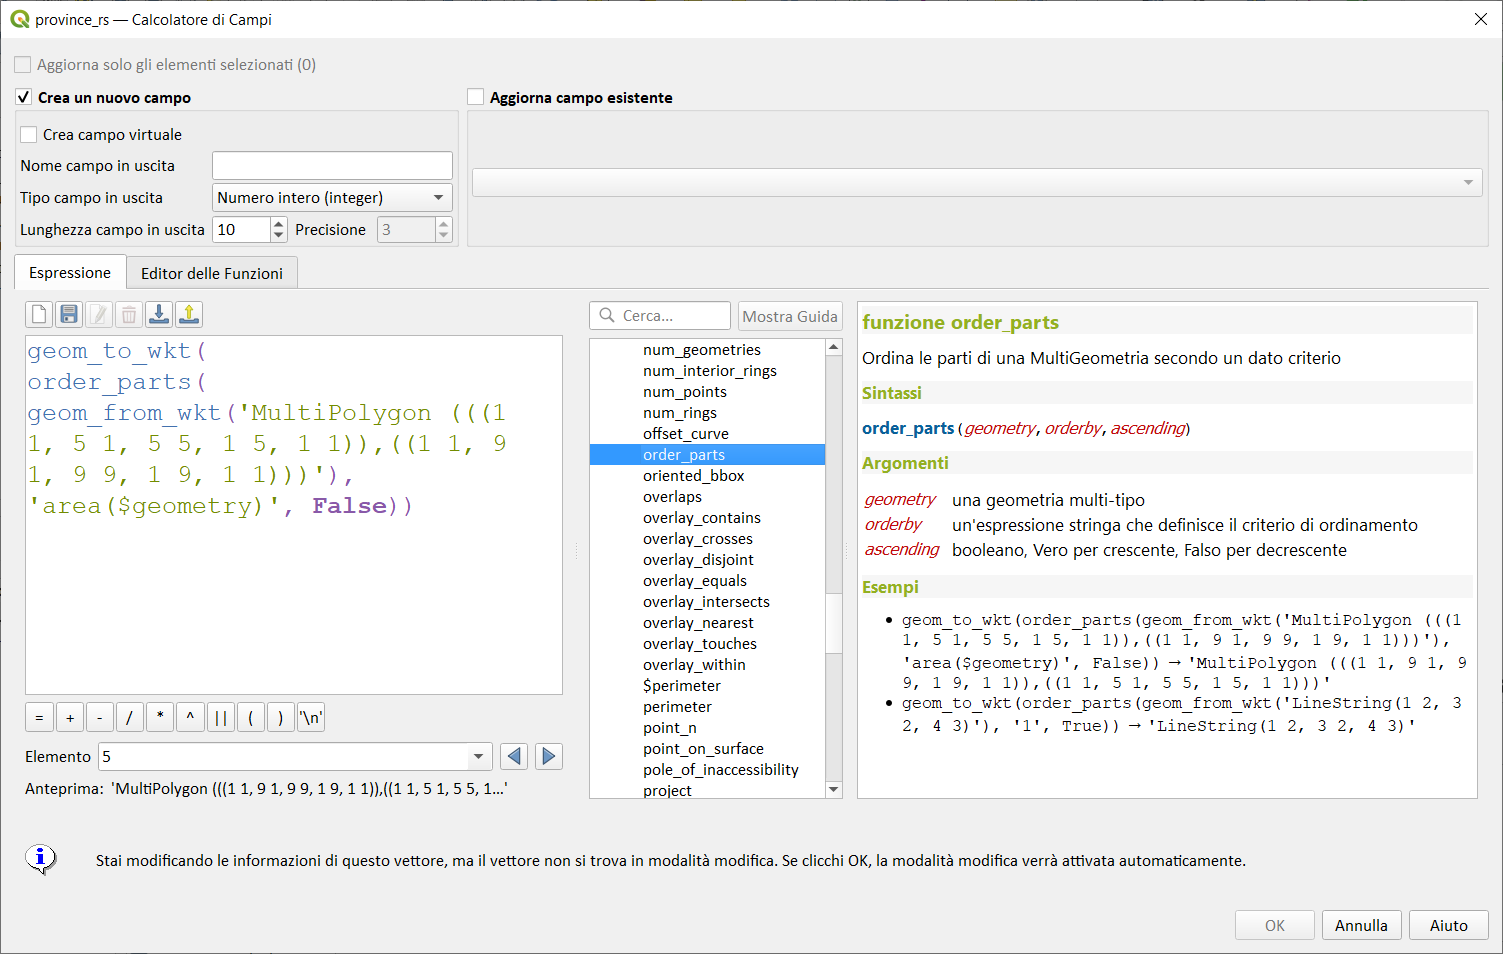 province_rs — Calcolatore di Campi
Aggiorna solo gli elementi selezionati (0)
Crea un nuovo campo
Aggiorna campo esistente
Crea campo virtuale
Nome campo in uscita
Tipo campo in uscita Numero intero (integer)
Lunghezza campo in uscita 10 Precisione 3
Espressione Editor delle Funzioni
geom_to_wkt(
order_parts(
geom_from_wkt('MultiPolygon (((1
1, 5 1, 5 5, 1 5, 1 1)),((1 1, 9
1, 9 9, 1 9, 1 1)))'),
'area($geometry)', False))
= + - / * ^ || ( ) '\n'
Elemento 5
Anteprima: 'MultiPolygon (((1 1, 9 1, 9 9, 1 9, 1 1)),((1 1, 5 1, 5 5, 1...'
Cerca... Mostra Guida
num_geometries
num_interior_rings
num_points
num_rings
offset_curve
order_parts
oriented_bbox
overlaps
overlay_contains
overlay_crosses
overlay_disjoint
overlay_equals
overlay_intersects
overlay_nearest
overlay_touches
overlay_within
$perimeter
perimeter
point_n
point_on_surface
pole_of_inaccessibility
project
funzione order_parts
Ordina le parti di una MultiGeometria secondo un dato criterio
Sintassi
order_parts(geometry, orderby, ascending)
Argomenti
geometry una geometria multi-tipo
orderby un'espressione stringa che definisce il criterio di ordinamento
ascending booleano, Vero per crescente, Falso per decrescente
Esempi
• geom_to_wkt(order_parts(geom_from_wkt('MultiPolygon (((1
1, 5 1, 5 5, 1 5, 1 1)),((1 1, 9 1, 9 9, 1 9, 1 1)))'),
'area($geometry)', False)) → 'MultiPolygon (((1 1, 9 1, 9
9, 1 9, 1 1)),((1 1, 5 1, 5 5, 1 5, 1 1)))'
• geom_to_wkt(order_parts(geom_from_wkt('LineString(1 2, 3
2, 4 3)'), '1', True)) → 'LineString(1 2, 3 2, 4 3)'
Stai modificando le informazioni di questo vettore, ma il vettore non si trova in modalità modifica. Se clicchi OK, la modalità modifica verrà attivata automaticamente.
OK Annulla Aiuto